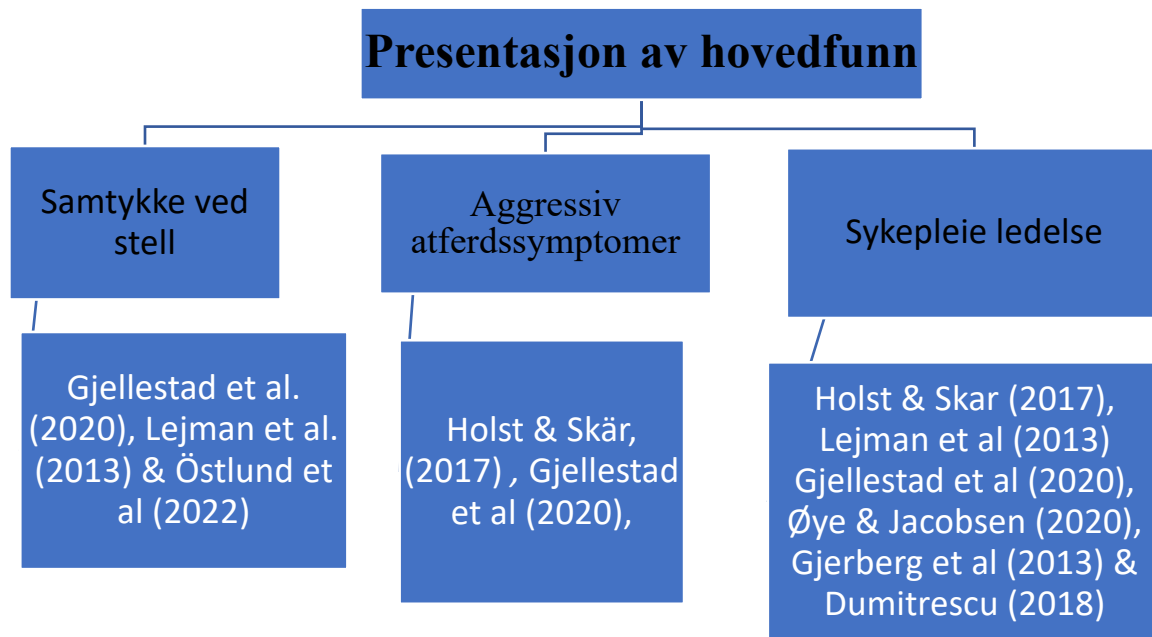 Presentasjon av hovedfunn
Samtykke ved
stell
Gjellestad et al.
(2020), Lejman et al.
(2013) & Östlund et
al (2022)
Aggressiv
atferdssymptomer
Holst & Skär,
(2017) , Gjellestad
et al (2020),
Sykepleie ledelse
Holst & Skar (2017),
Lejman et al (2013)
Gjellestad et al (2020),
Øye & Jacobsen (2020),
Gjerberg et al (2013) &
Dumitrescu (2018)